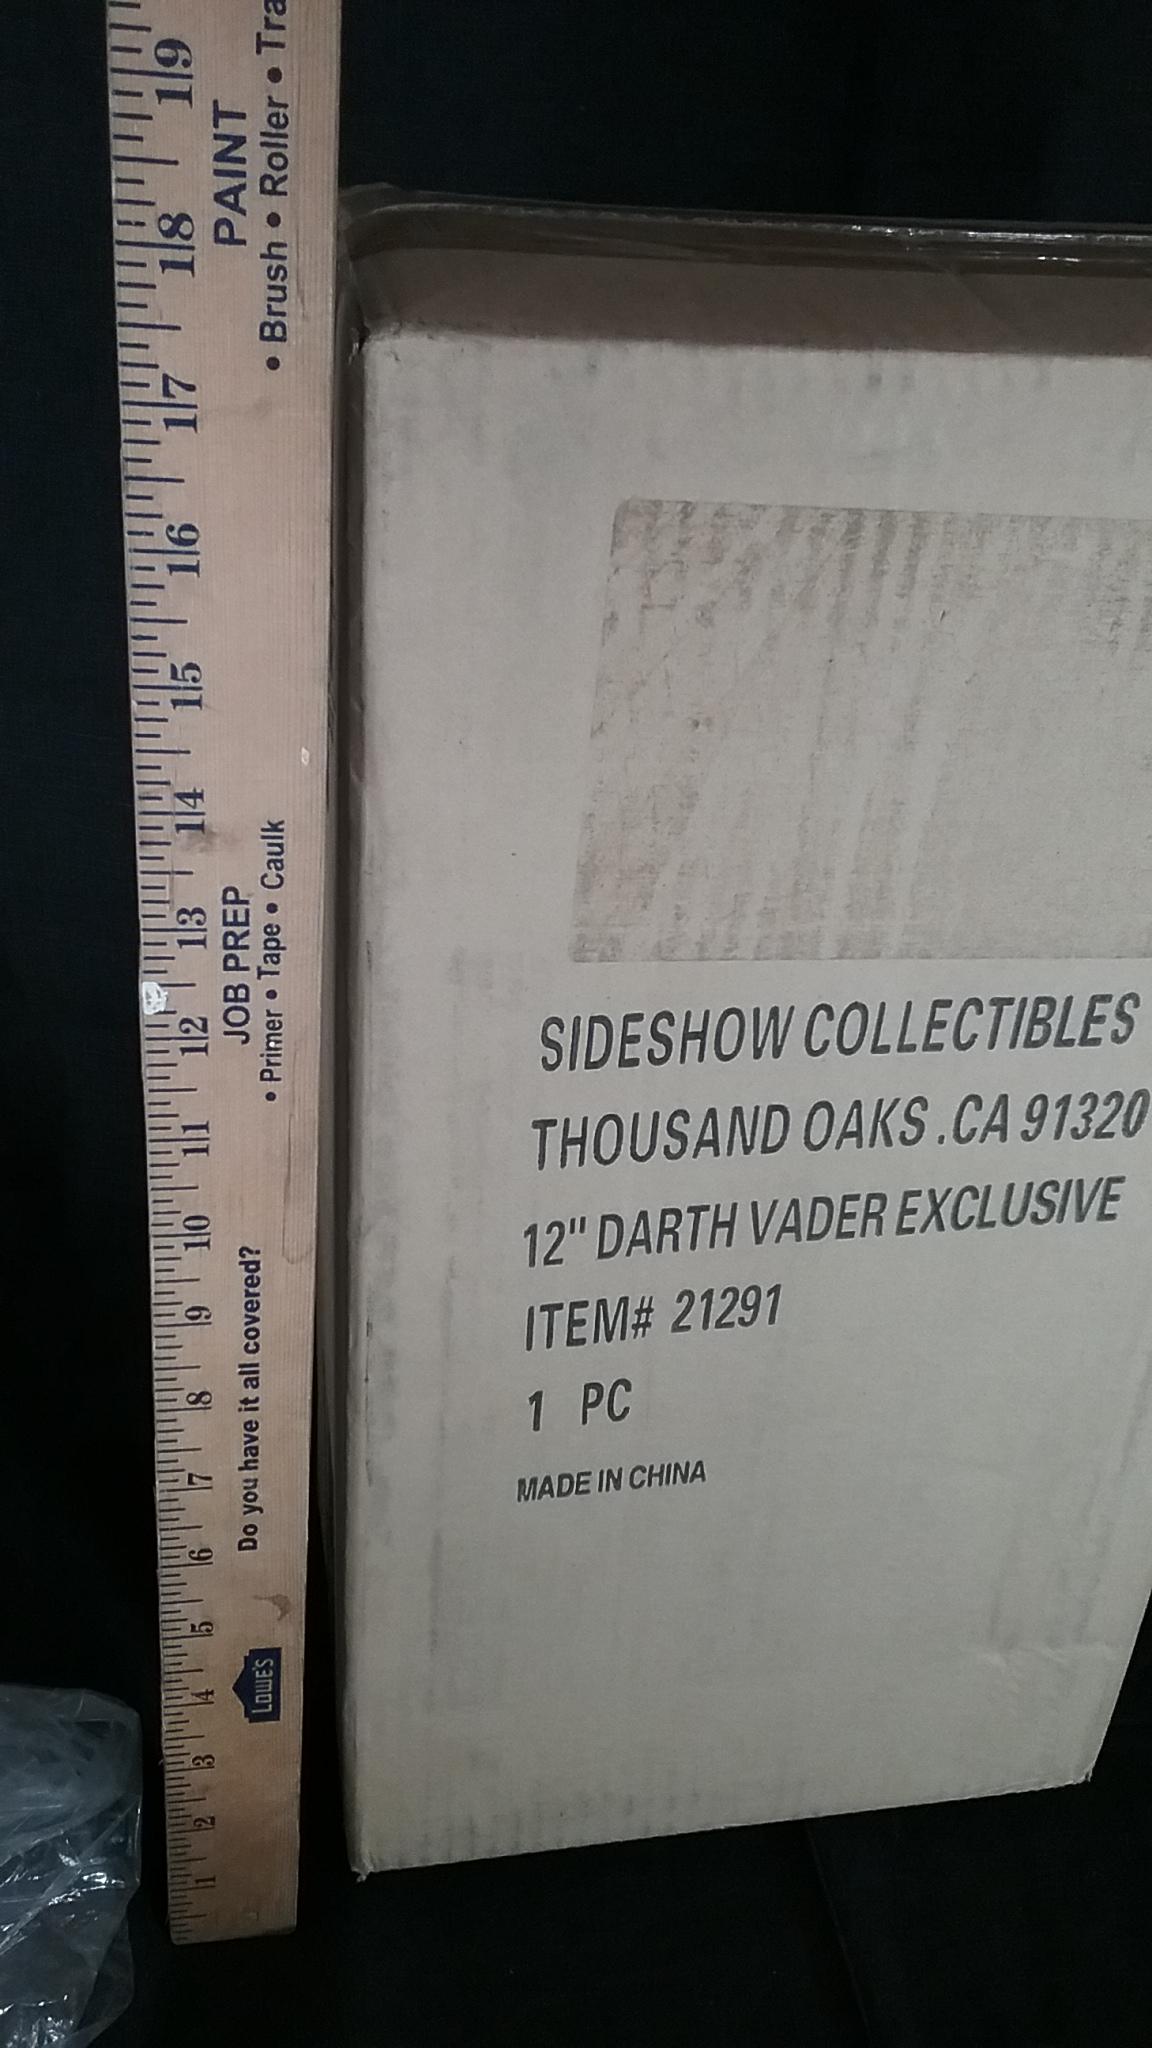 19
18
17
16
15
14
13
12
11
10
9
8
7
6
5
4
3
2
1
LOWE'S
Do you have it all covered?
JOB PREP
• Primer • Tape • Caulk
PAINT
• Brush • Roller • Tra
SIDESHOW COLLECTIBLES
THOUSAND OAKS .CA 91320
12" DARTH VADER EXCLUSIVE
ITEM# 21291
1 PC
MADE IN CHINA